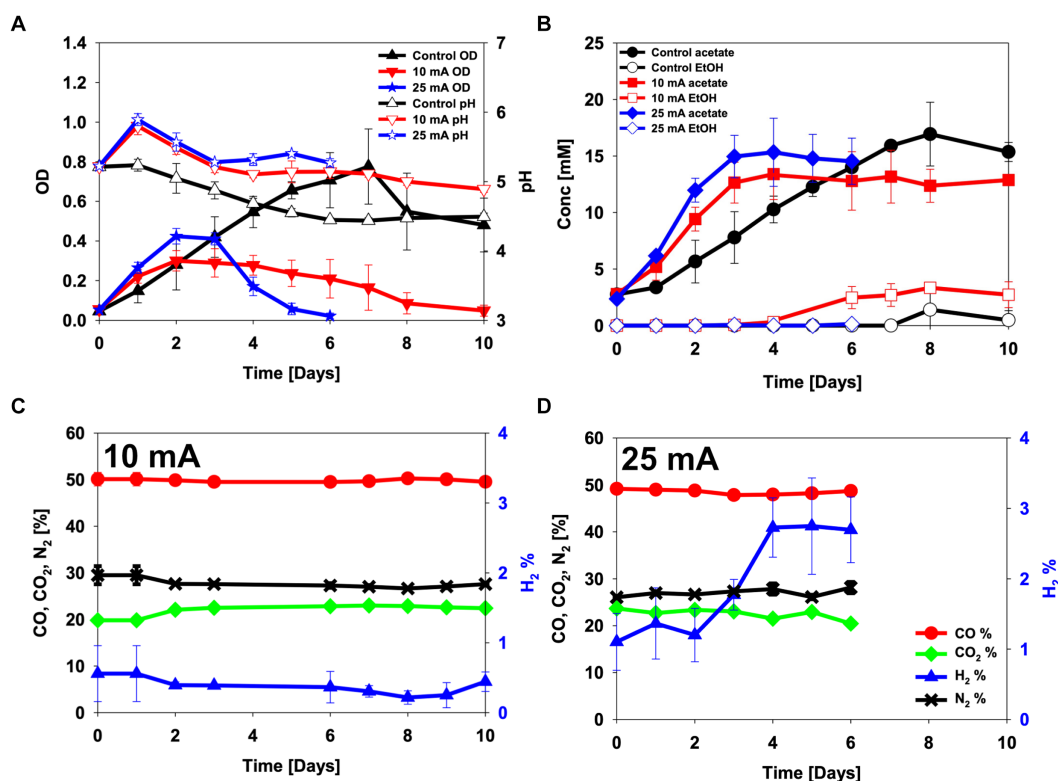 A
1.4
1.2
1.0
0.8
0.6
0.4
0.2
0.0
OD
7
6
5
4
3
pH
0 2 4 6 8 10
Time [Days]
Control OD
10 mA OD
25 mA OD
Control pH
10 mA pH
25 mA pH
B
25
20
15
10
5
0
Conc [mM]
0 2 4 6 8 10
Time [Days]
Control acetate
Control EtOH
10 mA acetate
10 mA EtOH
25 mA acetate
25 mA EtOH
C
10 mA
60
50
40
30
20
10
0
CO, CO₂, N₂ [%]
4
3
2
1
0
H₂ %
0 2 4 6 8 10
Time [Days]
D
25 mA
60
50
40
30
20
10
0
CO, CO₂, N₂ [%]
4
3
2
1
0
H₂ %
0 2 4 6 8 10
Time [Days]
CO %
CO₂ %
H₂ %
N₂ %